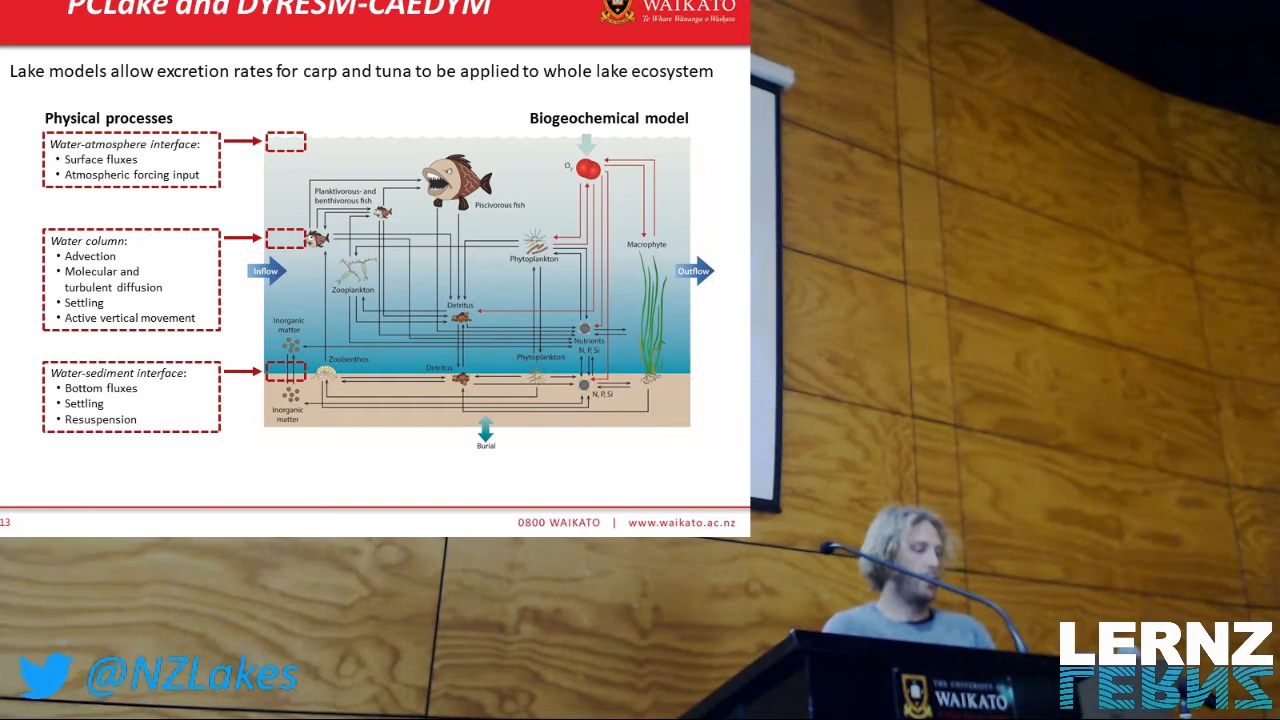 PCLake and DYRESM-CAEDYM
WAIKATO
Te Whare Wānanga o Waikato
Lake models allow excretion rates for carp and tuna to be applied to whole lake ecosystem
Physical processes
Biogeochemical model
Water-atmosphere interface:
• Surface fluxes
• Atmospheric forcing input
Water column:
• Advection
• Molecular and
turbulent diffusion
• Settling
• Active vertical movement
Water-sediment interface:
• Bottom fluxes
• Settling
• Resuspension
O₂
Planktivorous- and
benthivorous fish
Piscivorous fish
Macrophyte
Phytoplankton
Inflow
Outflow
Zooplankton
Detritus
Inorganic
matter
Nutrients
N, P, Si
Zoobenthos
Phytoplankton
Detritus
N, P, Si
Inorganic
matter
Burial
13
0800 WAIKATO | www.waikato.ac.nz
@NZLakes
LERNZ
THE UNIVERSITY OF
WAIKATO